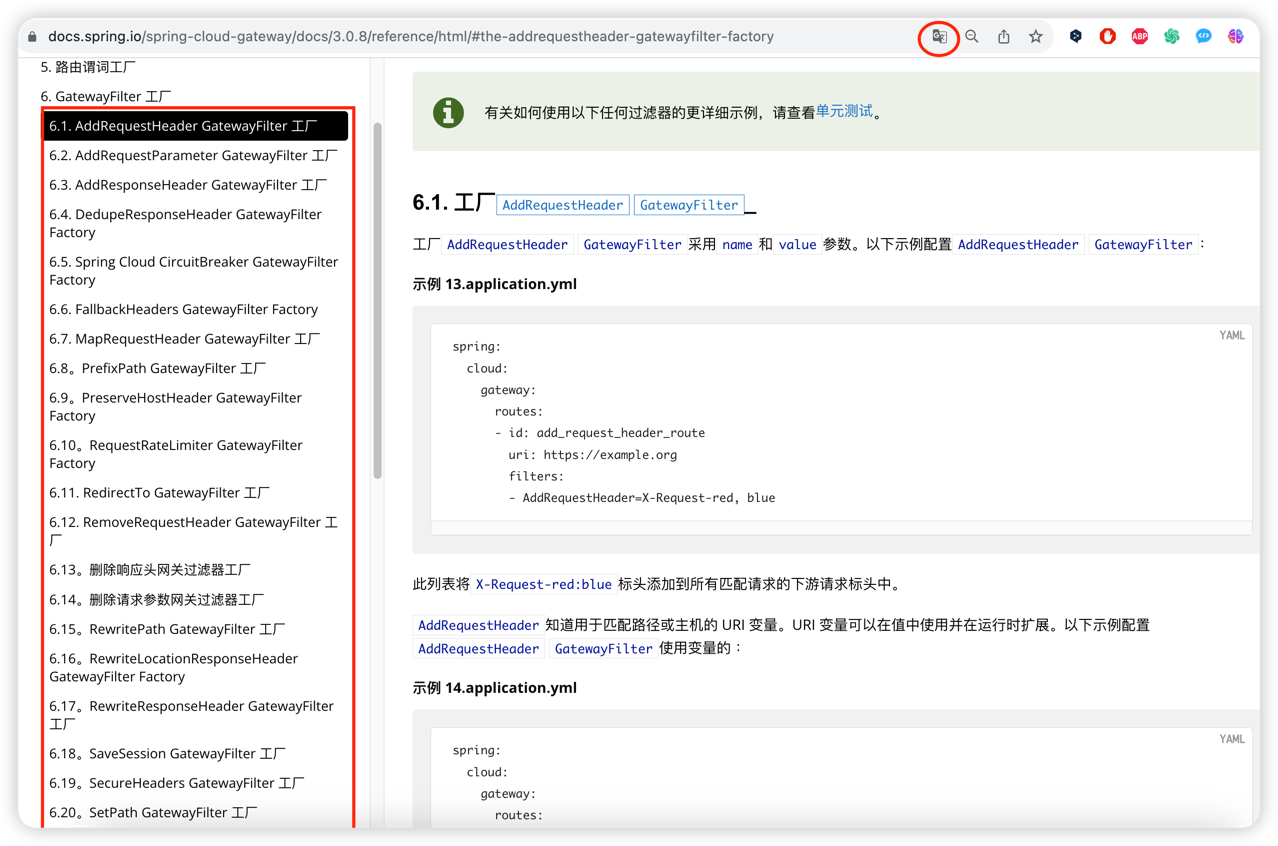 docs.spring.io/spring-cloud-gateway/docs/3.0.8/reference/html/#the-addrequestheader-gatewayfilter-factory
ABP
5. 路由谓词工厂
6. GatewayFilter 工厂
6.1. AddRequestHeader GatewayFilter 工厂
6.2. AddRequestParameter GatewayFilter 工厂
6.3. AddResponseHeader GatewayFilter 工厂
6.4. DedupeResponseHeader GatewayFilter
Factory
6.5. Spring Cloud CircuitBreaker GatewayFilter
Factory
6.6. FallbackHeaders GatewayFilter Factory
6.7. MapRequestHeader GatewayFilter 工厂
6.8。PrefixPath GatewayFilter 工厂
6.9。PreserveHostHeader GatewayFilter
Factory
6.10。RequestRateLimiter GatewayFilter
Factory
6.11. RedirectTo GatewayFilter 工厂
6.12. RemoveRequestHeader GatewayFilter 工
厂
6.13。删除响应头网关过滤器工厂
6.14。删除请求参数网关过滤器工厂
6.15。RewritePath GatewayFilter 工厂
6.16。RewriteLocationResponseHeader
GatewayFilter Factory
6.17。RewriteResponseHeader GatewayFilter
工厂
6.18。SaveSession GatewayFilter 工厂
6.19。SecureHeaders GatewayFilter 工厂
6.20。SetPath GatewayFilter 工厂
有关如何使用以下任何过滤器的更详细示例，请查看单元测试。
6.1. 工厂 AddRequestHeader GatewayFilter
工厂 AddRequestHeader GatewayFilter 采用 name 和 value 参数。以下示例配置 AddRequestHeader GatewayFilter：
示例 13.application.yml
YAML
spring:
cloud:
gateway:
routes:
- id: add_request_header_route
uri: https://example.org
filters:
- AddRequestHeader=X-Request-red, blue
此列表将 X-Request-red:blue 标头添加到所有匹配请求的下游请求标头中。
AddRequestHeader 知道用于匹配路径或主机的 URI 变量。URI 变量可以在值中使用并在运行时扩展。以下示例配置
AddRequestHeader GatewayFilter 使用变量的：
示例 14.application.yml
YAML
spring:
cloud:
gateway:
routes: